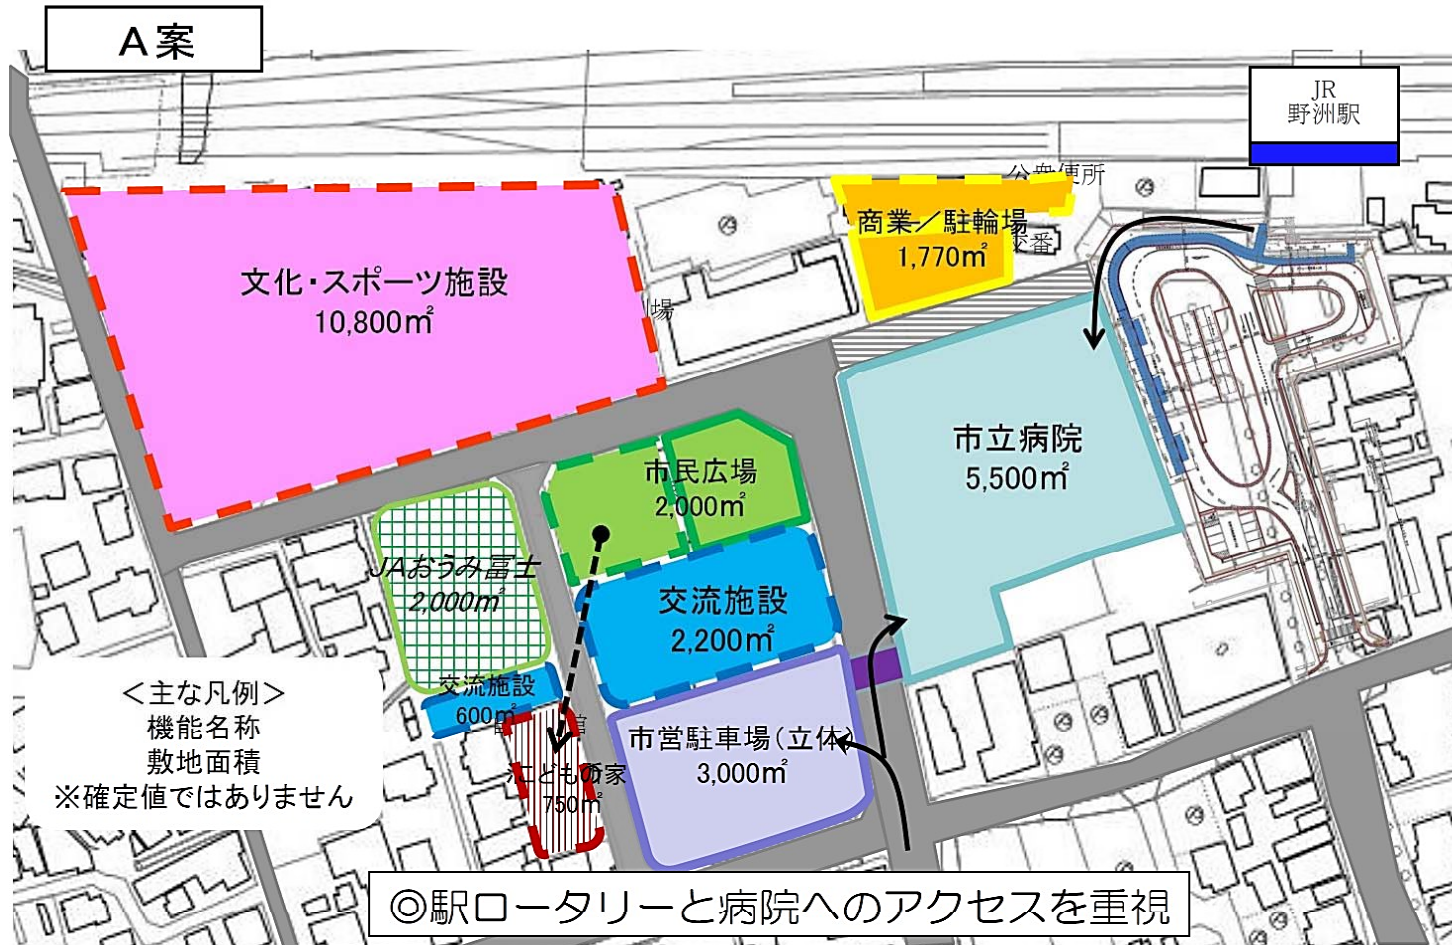 A案
JR
野洲駅
公衆便所
商業／駐輪場
1,770㎡
交番
文化・スポーツ施設
10,800㎡
場
市立病院
5,500㎡
市民広場
2,000㎡
JAおうみ冨士
2,000㎡
交流施設
2,200㎡
交流施設
600㎡
館
こどもの家
750㎡
市営駐車場（立体）
3,000㎡
＜主な凡例＞
機能名称
敷地面積
※確定値ではありません
◎駅ロータリーと病院へのアクセスを重視